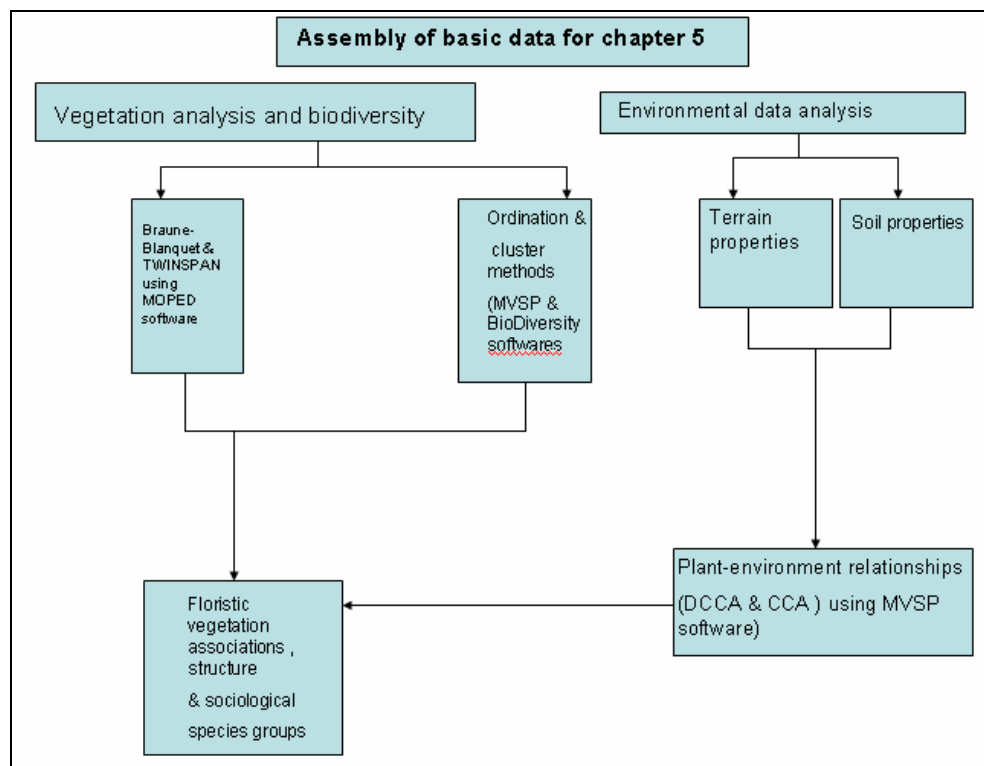 Assembly of basic data for chapter 5
Vegetation analysis and biodiversity
Environmental data analysis
Braune-
Blanquet &
TWINSPAN
using
MOPED
software
Ordination &
cluster
methods
(MVSP &
BioDiversity
softwares
Terrain
properties
Soil properties
Plant-environment relationships
(DCCA & CCA ) using MVSP
software)
Floristic
vegetation
associations ,
structure
& sociological
species groups